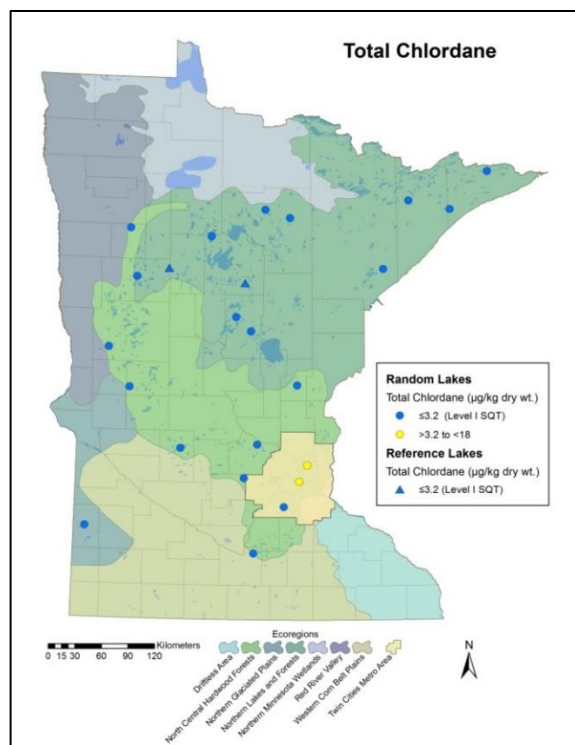 Total Chlordane
Random Lakes
Total Chlordane (µg/kg dry wt.)
≤3.2 (Level I SQT)
>3.2 to <18
Reference Lakes
Total Chlordane (µg/kg dry wt.)
≤3.2 (Level I SQT)
Kilometers
0 15 30 60 90 120
Ecoregions
Driftless Area
North Central Hardwood Forests
Northern Glaciated Plains
Northern Lakes and Forests
Northern Minnesota Wetlands
Red River Valley
Western Corn Belt Plains
Twin Cities Metro Area
N